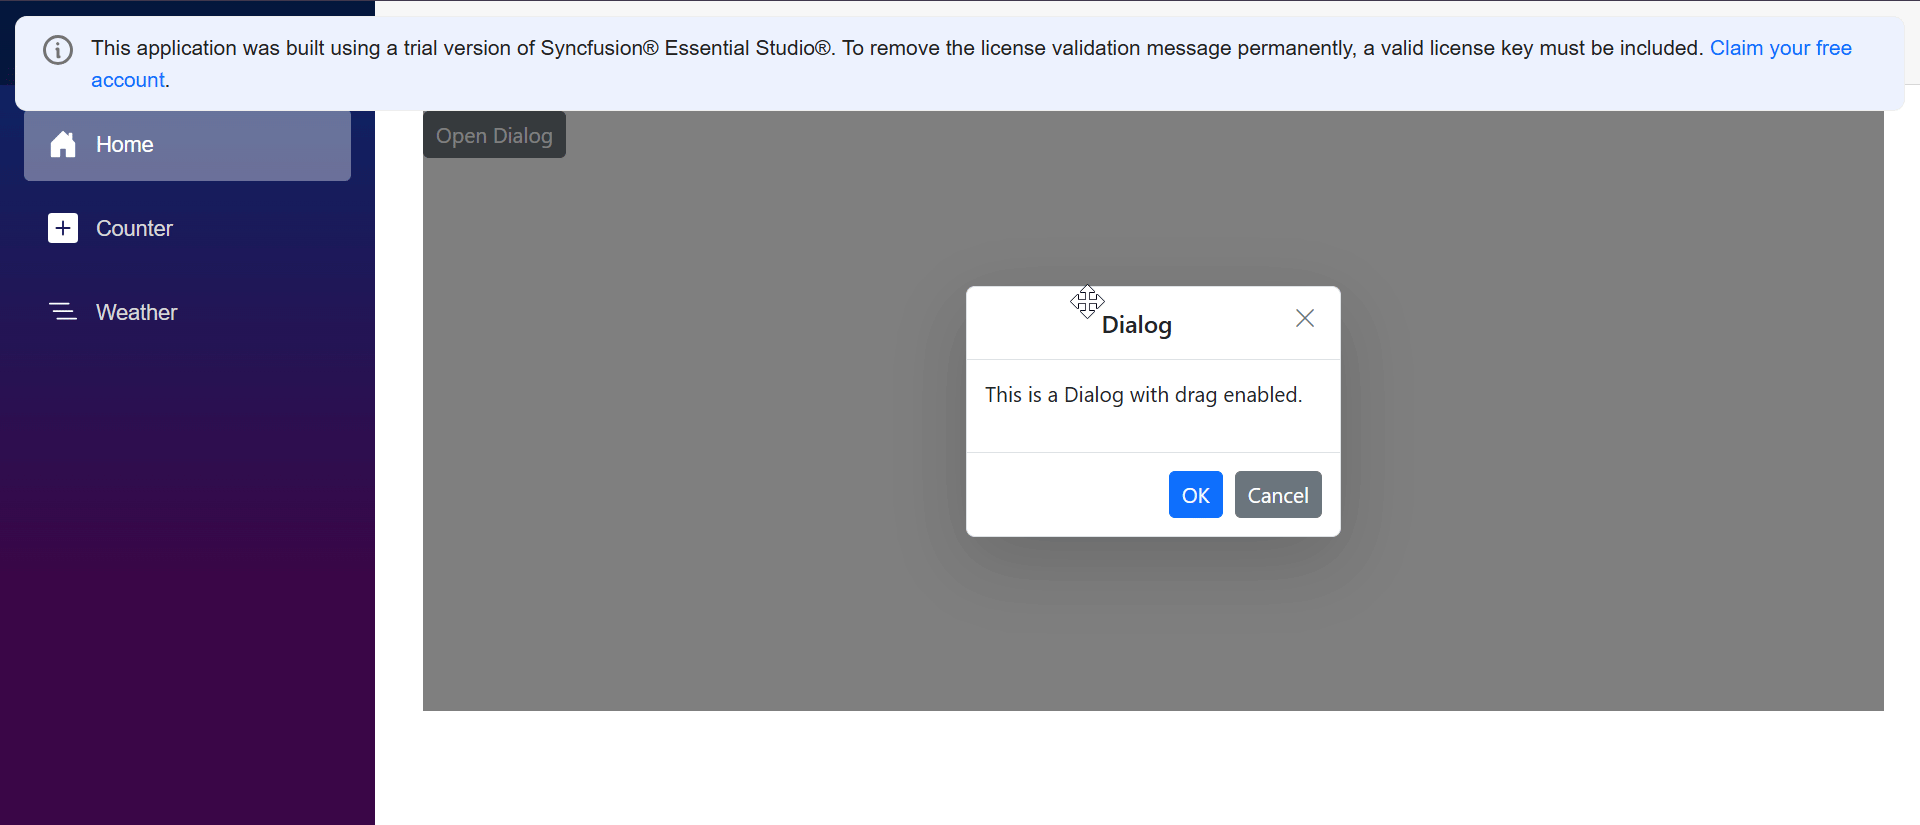 This application was built using a trial version of Syncfusion® Essential Studio®. To remove the license validation message permanently, a valid license key must be included. Claim your free
account.
Home
Counter
Weather
Open Dialog
Dialog
This is a Dialog with drag enabled.
OK
Cancel